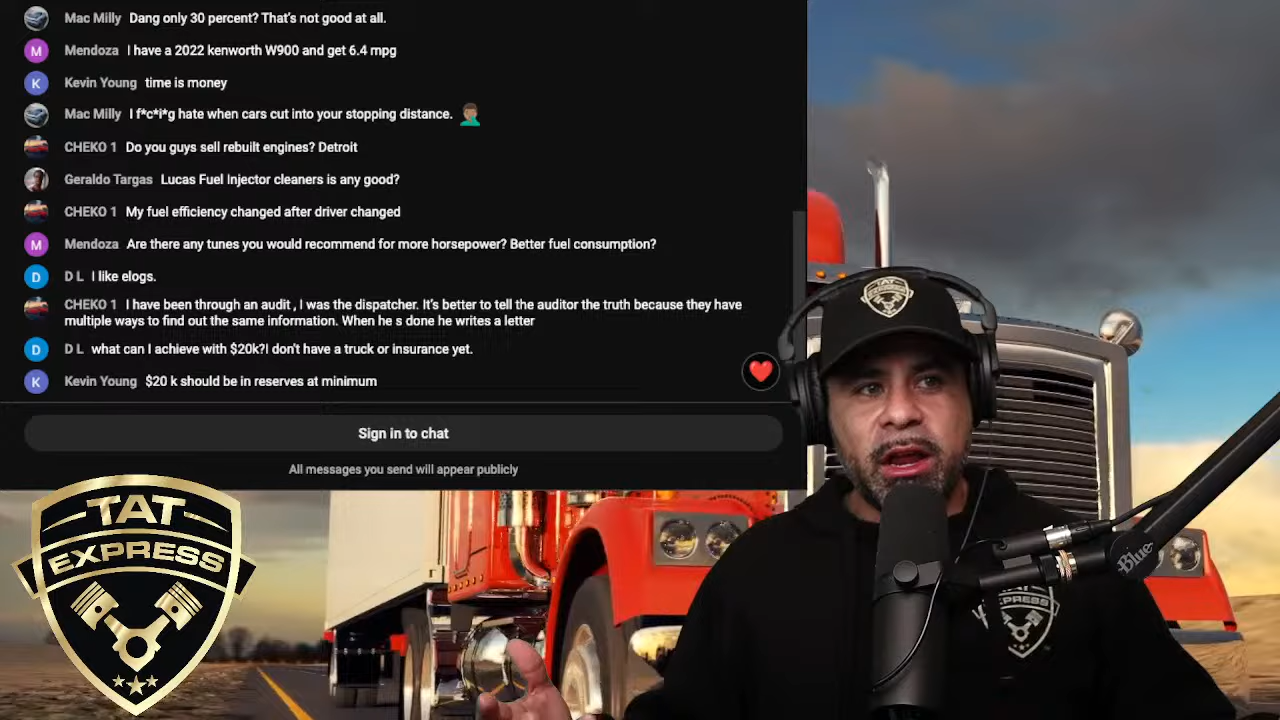 Mac Milly Dang only 30 percent? That's not good at all.
M Mendoza I have a 2022 kenworth W900 and get 6.4 mpg
K Kevin Young time is money
Mac Milly I f*c*i*g hate when cars cut into your stopping distance.
CHEKO 1 Do you guys sell rebuilt engines? Detroit
Geraldo Targas Lucas Fuel Injector cleaners is any good?
CHEKO 1 My fuel efficiency changed after driver changed
M Mendoza Are there any tunes you would recommend for more horsepower? Better fuel consumption?
D D L I like elogs.
CHEKO 1 I have been through an audit , I was the dispatcher. It's better to tell the auditor the truth because they have
multiple ways to find out the same information. When he s done he writes a letter
D D L what can I achieve with $20k?I don't have a truck or insurance yet.
K Kevin Young $20 k should be in reserves at minimum
Sign in to chat
All messages you send will appear publicly
TAT
EXPRESS
TAT
EXPRESS
Blue
TAT
EXPRESS